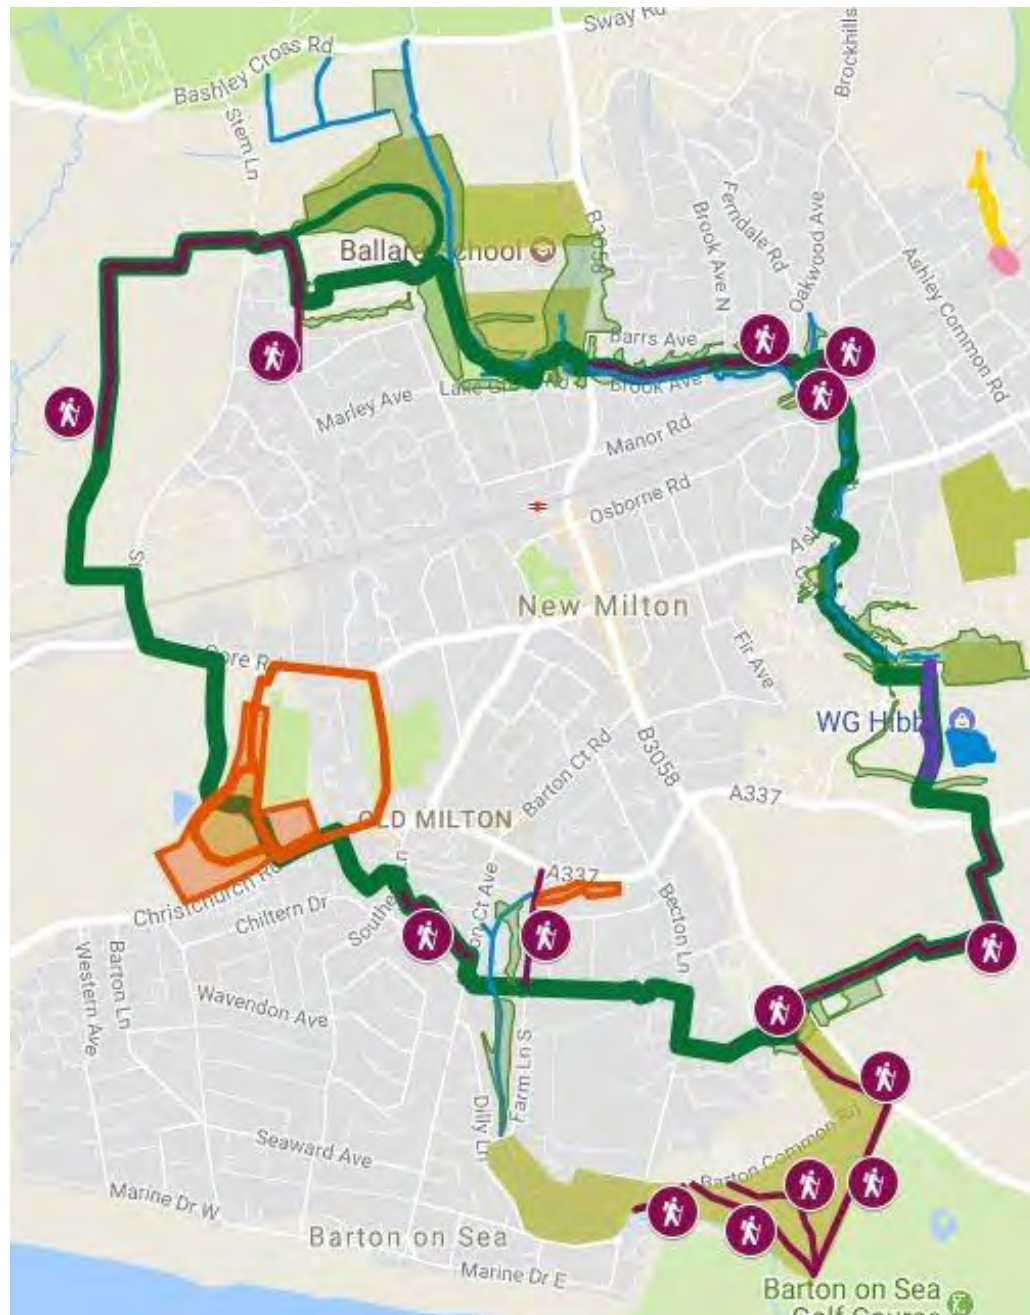 Sway Rd
Bashley Cross Rd
Brockhills
Stem Ln
Ferndale Rd
Brook Ave N
Oakwood Ave
B3058
Ashley Common Rd
School
Barrs Ave
Brook Ave
Marley Ave
Manor Rd
Osborne Rd
New Milton
Fir Ave
WG Hibb
B3058
Barton Ct Rd
A337
OLD MILTON
A337
Christchurch Rd
Chiltern Dr
Becton Ln
Western Ave
Barton Ln
Wavendon Ave
Farm Ln S
Dilly Ln
Seaward Ave
Barton Common Rd
Marine Dr W
Barton on Sea
Marine Dr E
Barton on Sea
Golf Course